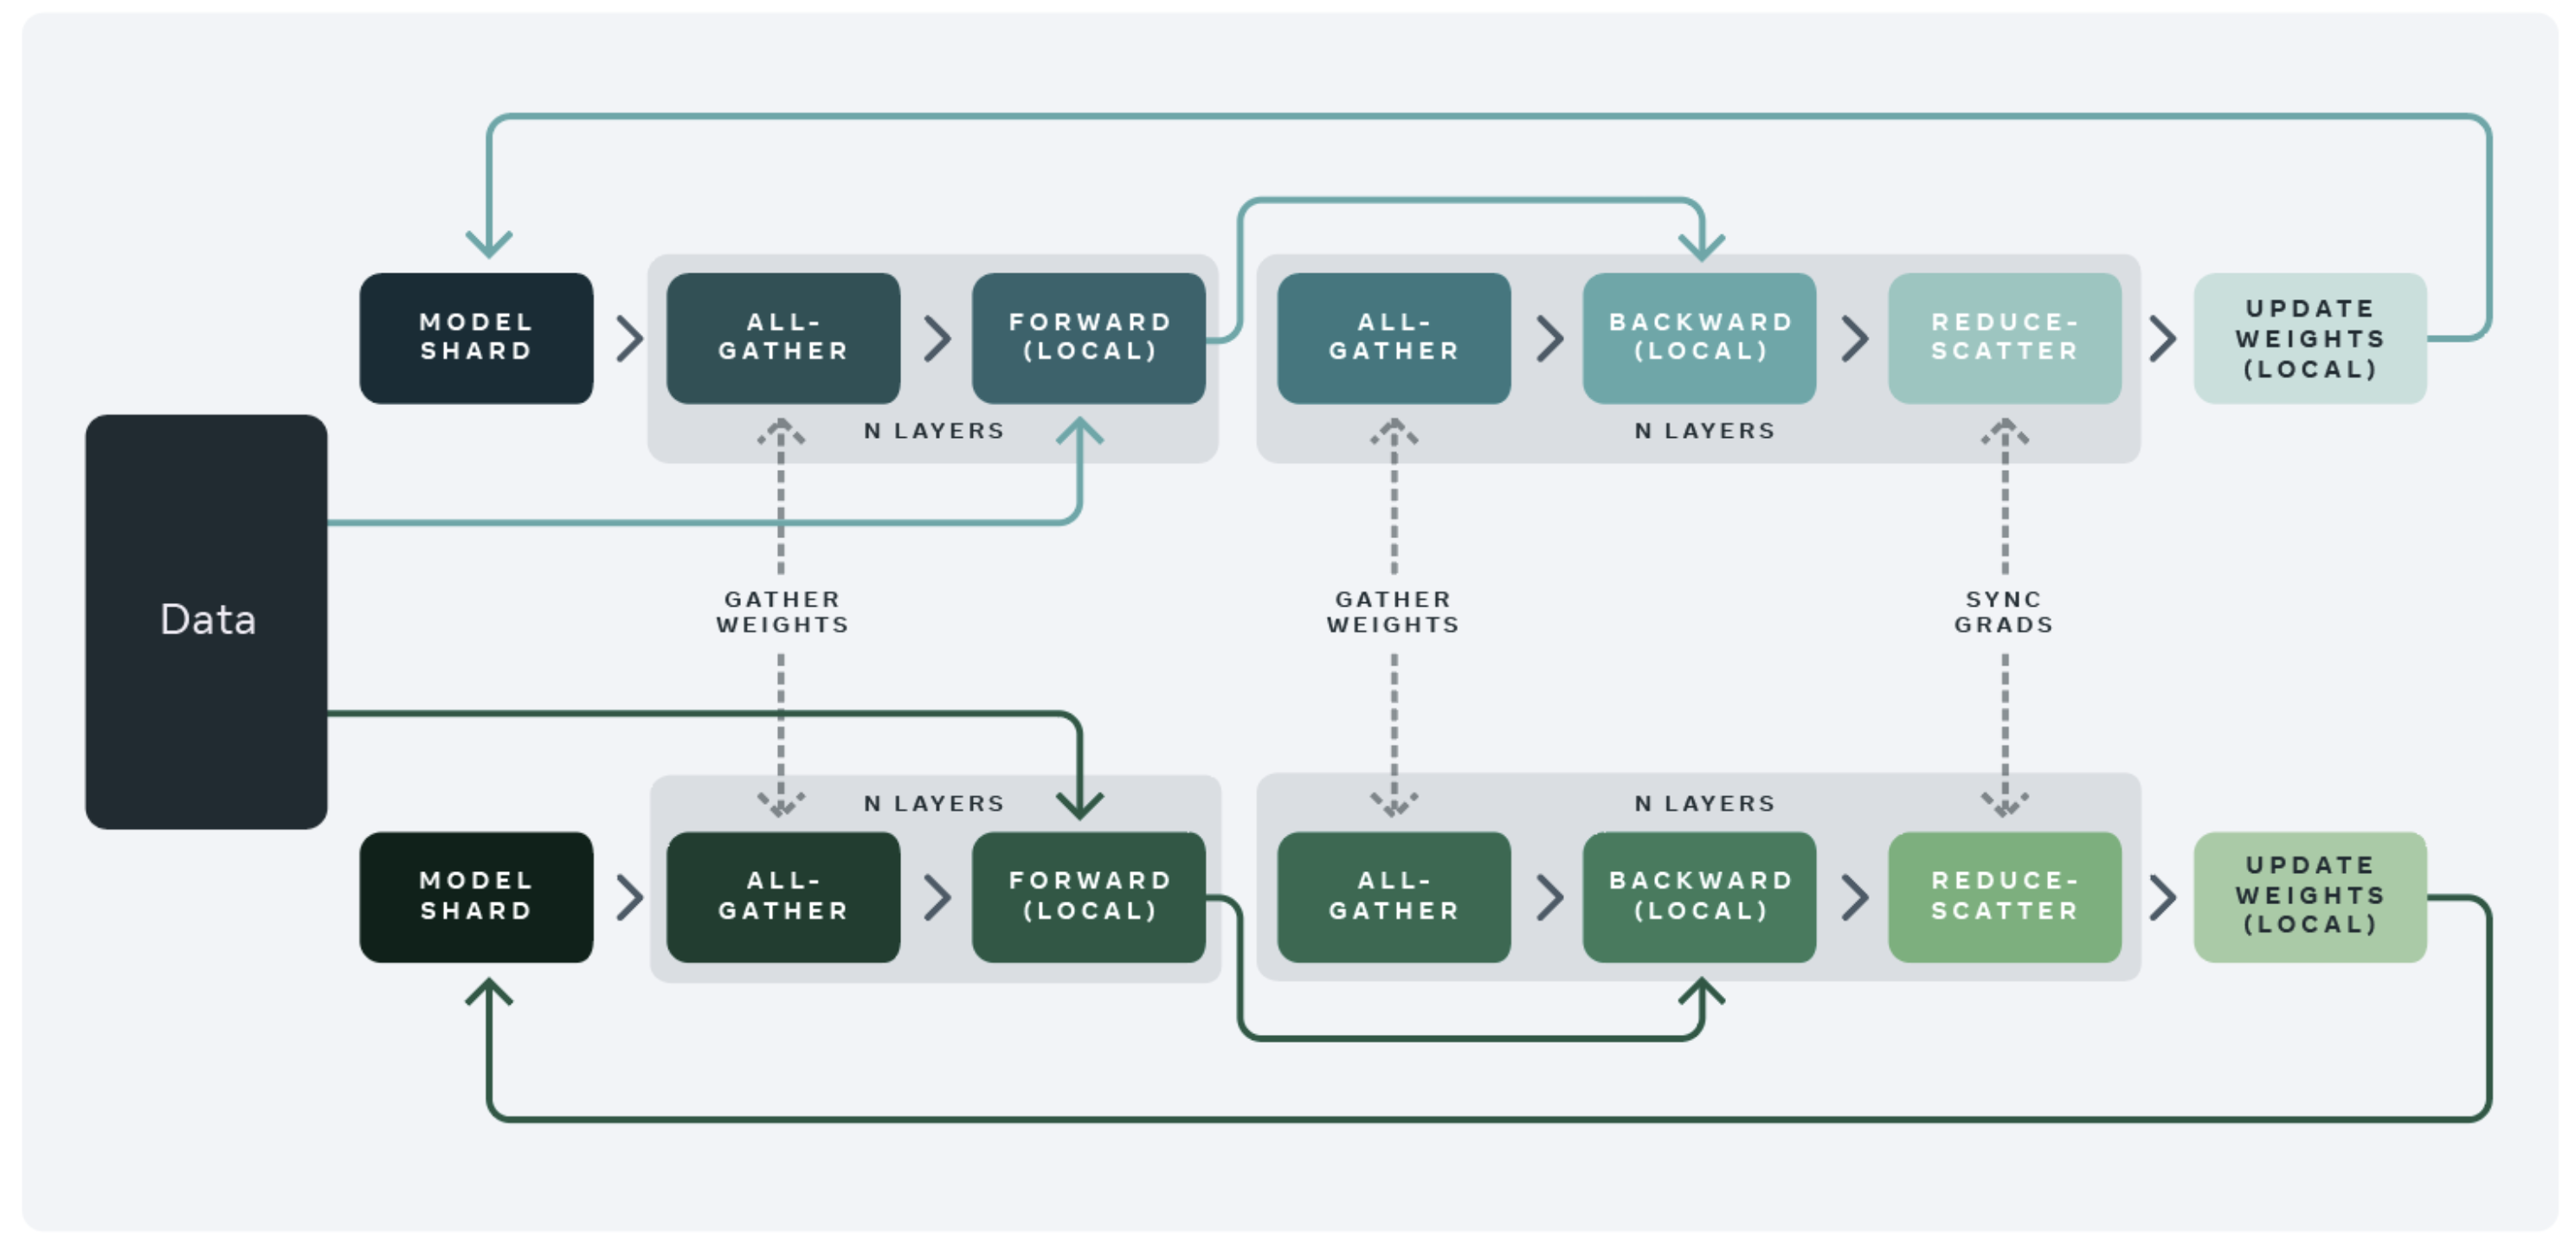 MODEL
SHARD
ALL-
GATHER
FORWARD
(LOCAL)
N LAYERS
ALL-
GATHER
BACKWARD
(LOCAL)
REDUCE-
SCATTER
N LAYERS
UPDATE
WEIGHTS
(LOCAL)
Data
GATHER
WEIGHTS
GATHER
WEIGHTS
SYNC
GRADS
MODEL
SHARD
N LAYERS
ALL-
GATHER
FORWARD
(LOCAL)
N LAYERS
ALL-
GATHER
BACKWARD
(LOCAL)
REDUCE-
SCATTER
UPDATE
WEIGHTS
(LOCAL)